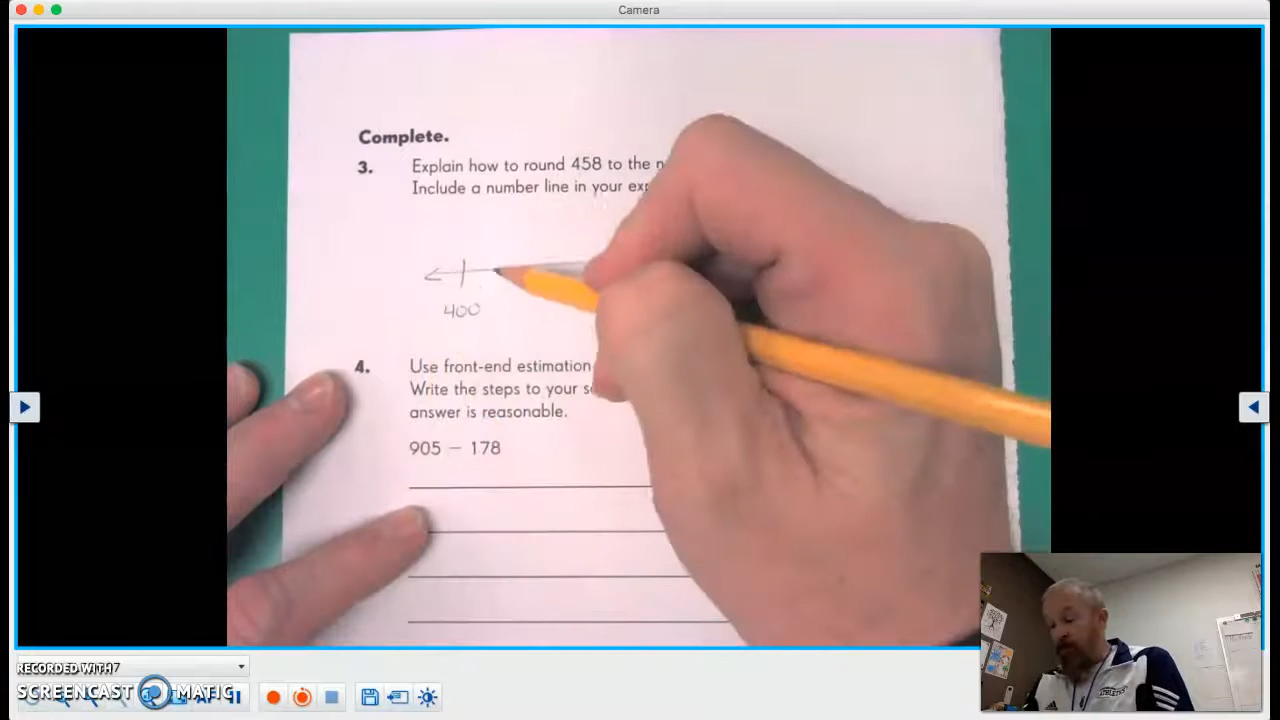 Camera
Complete.
3. Explain how to round 458 to the n
Include a number line in your exp
400
4. Use front-end estimation
Write the steps to your s
answer is reasonable.
905 – 178
RECORDED WITH
SCREENCAST MATIC